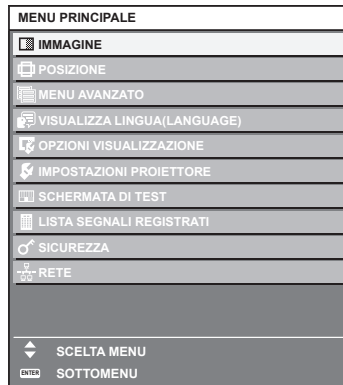 MENU PRINCIPALE
IMMAGINE
POSIZIONE
MENU AVANZATO
VISUALIZZA LINGUA(LANGUAGE)
OPZIONI VISUALIZZAZIONE
IMPOSTAZIONI PROIETTORE
SCHERMATA DI TEST
LISTA SEGNALI REGISTRATI
SICUREZZA
RETE
SCELTA MENU
ENTER SOTTOMENU